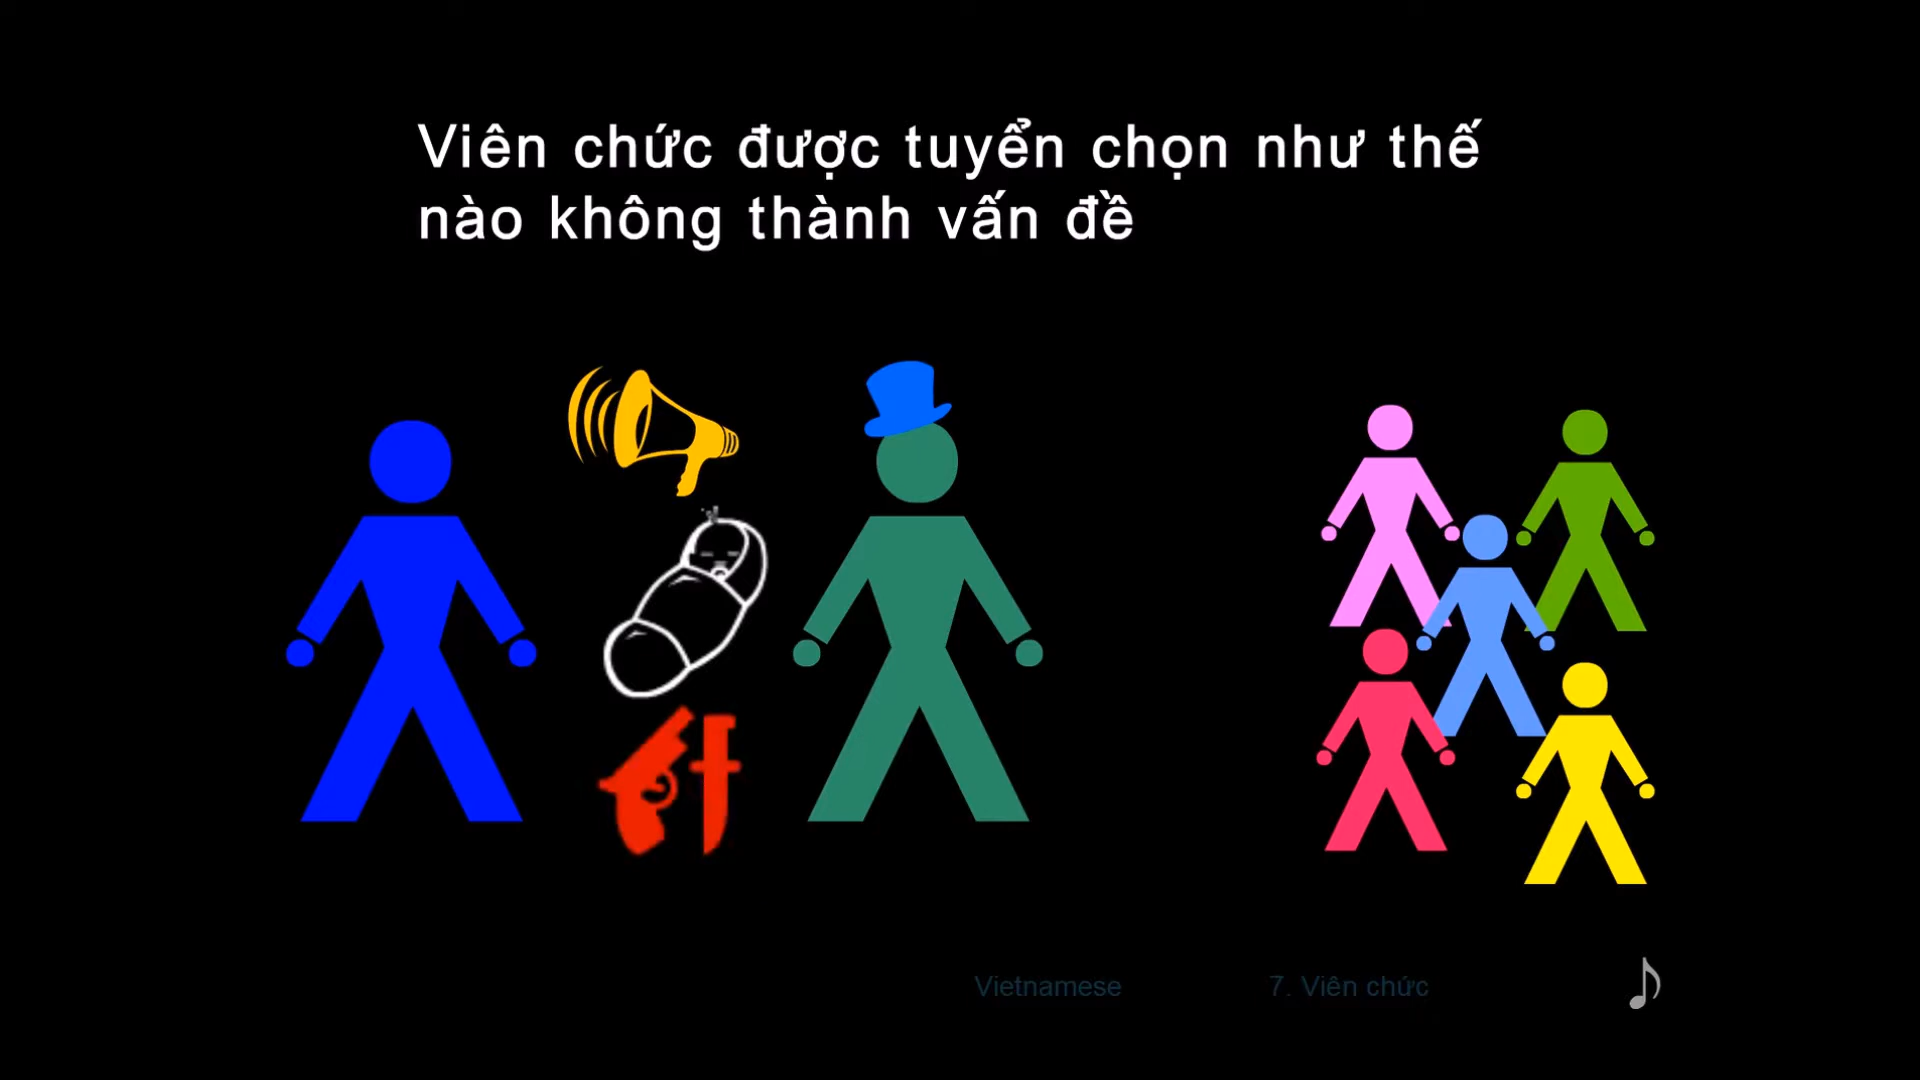 Viên chức được tuyển chọn như thế
nào không thành vấn đề
Vietnamese
7. Viên chức